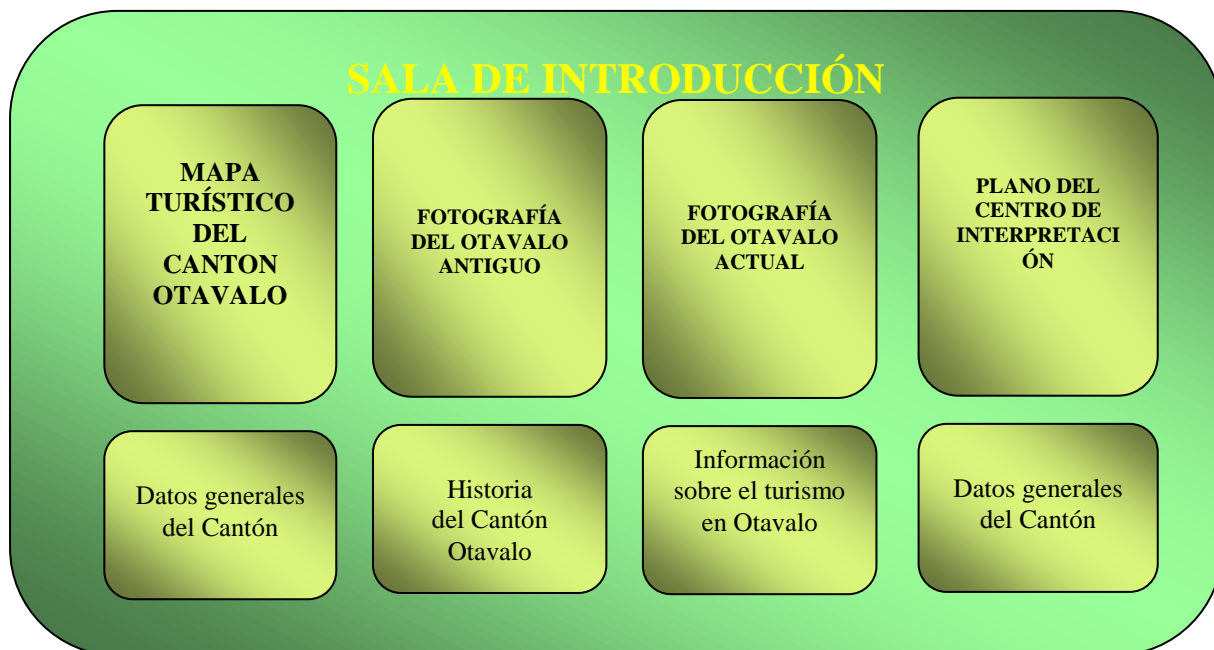 SALA DE INTRODUCCIÓN
MAPA
TURÍSTICO
DEL
CANTON
OTAVALO
FOTOGRAFÍA
DEL OTAVALO
ANTIGUO
FOTOGRAFÍA
DEL OTAVALO
ACTUAL
PLANO DEL
CENTRO DE
INTERPRETACI
ÓN
Datos generales
del Cantón
Historia
del Cantón
Otavalo
Información
sobre el turismo
en Otavalo
Datos generales
del Cantón